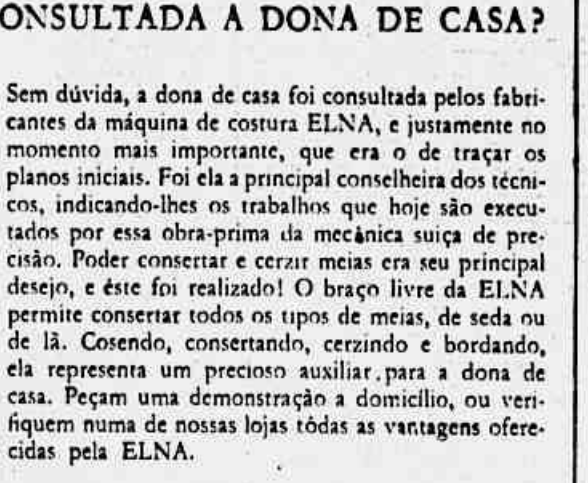 ONSULTADA A DONA DE CASA?
Sem dúvida, a dona de casa foi consultada pelos fabri-
cantes da máquina de costura ELNA, e justamente no
momento mais importante, que era o de traçar os
planos iniciais. Foi ela a principal conselheira dos técni-
cos, indicando-lhes os trabalhos que hoje são execu-
tados por essa obra-prima da mecânica suiça de pre-
cisão. Poder consertar e cerzir meias era seu principal
desejo, e éste foi realizado! O braço livre da ELNA
permite consertar todos os tipos de meias, de seda ou
de lã. Cosendo, consertando, cerzindo e bordando,
ela representa um precioso auxiliar para a dona de
casa. Peçam uma demonstração a domicílio, ou veri-
fiquem numa de nossas lojas tôdas as vantagens ofere-
cidas pela ELNA.